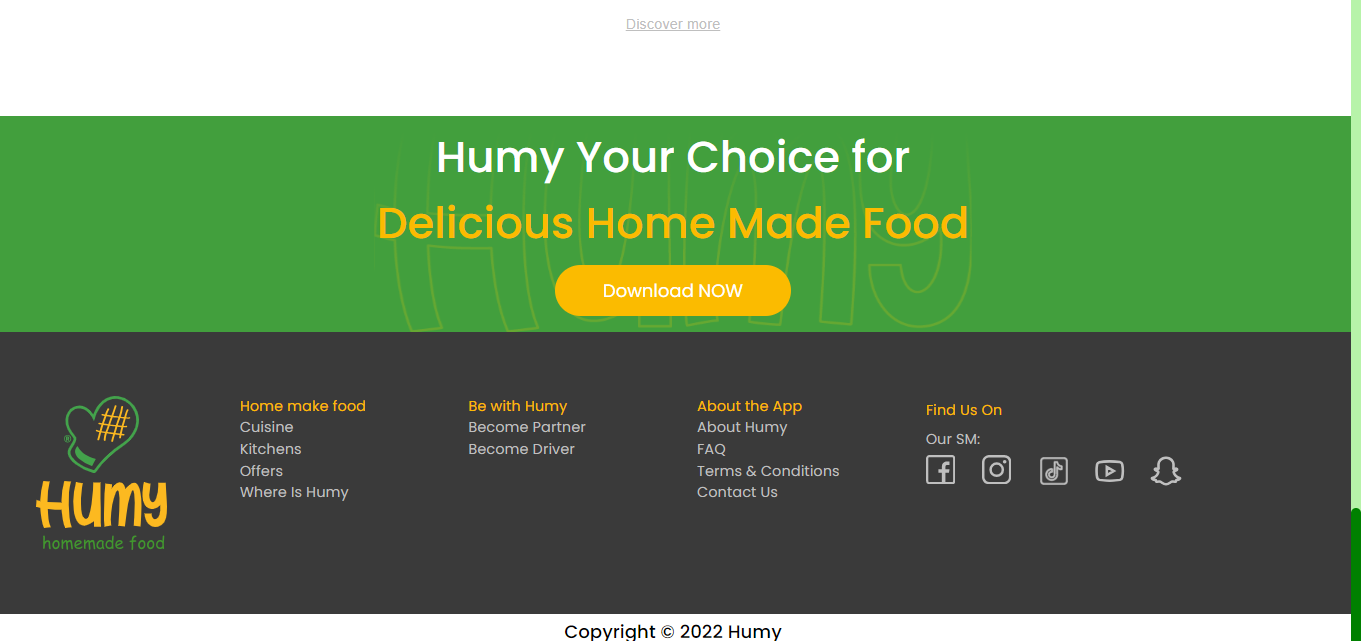 Discover more
Humy Your Choice for
Delicious Home Made Food
Download NOW
®
Humy
homemade food
Home make food
Cuisine
Kitchens
Offers
Where Is Humy
Be with Humy
Become Partner
Become Driver
About the App
About Humy
FAQ
Terms & Conditions
Contact Us
Find Us On
Our SM:
Copyright © 2022 Humy